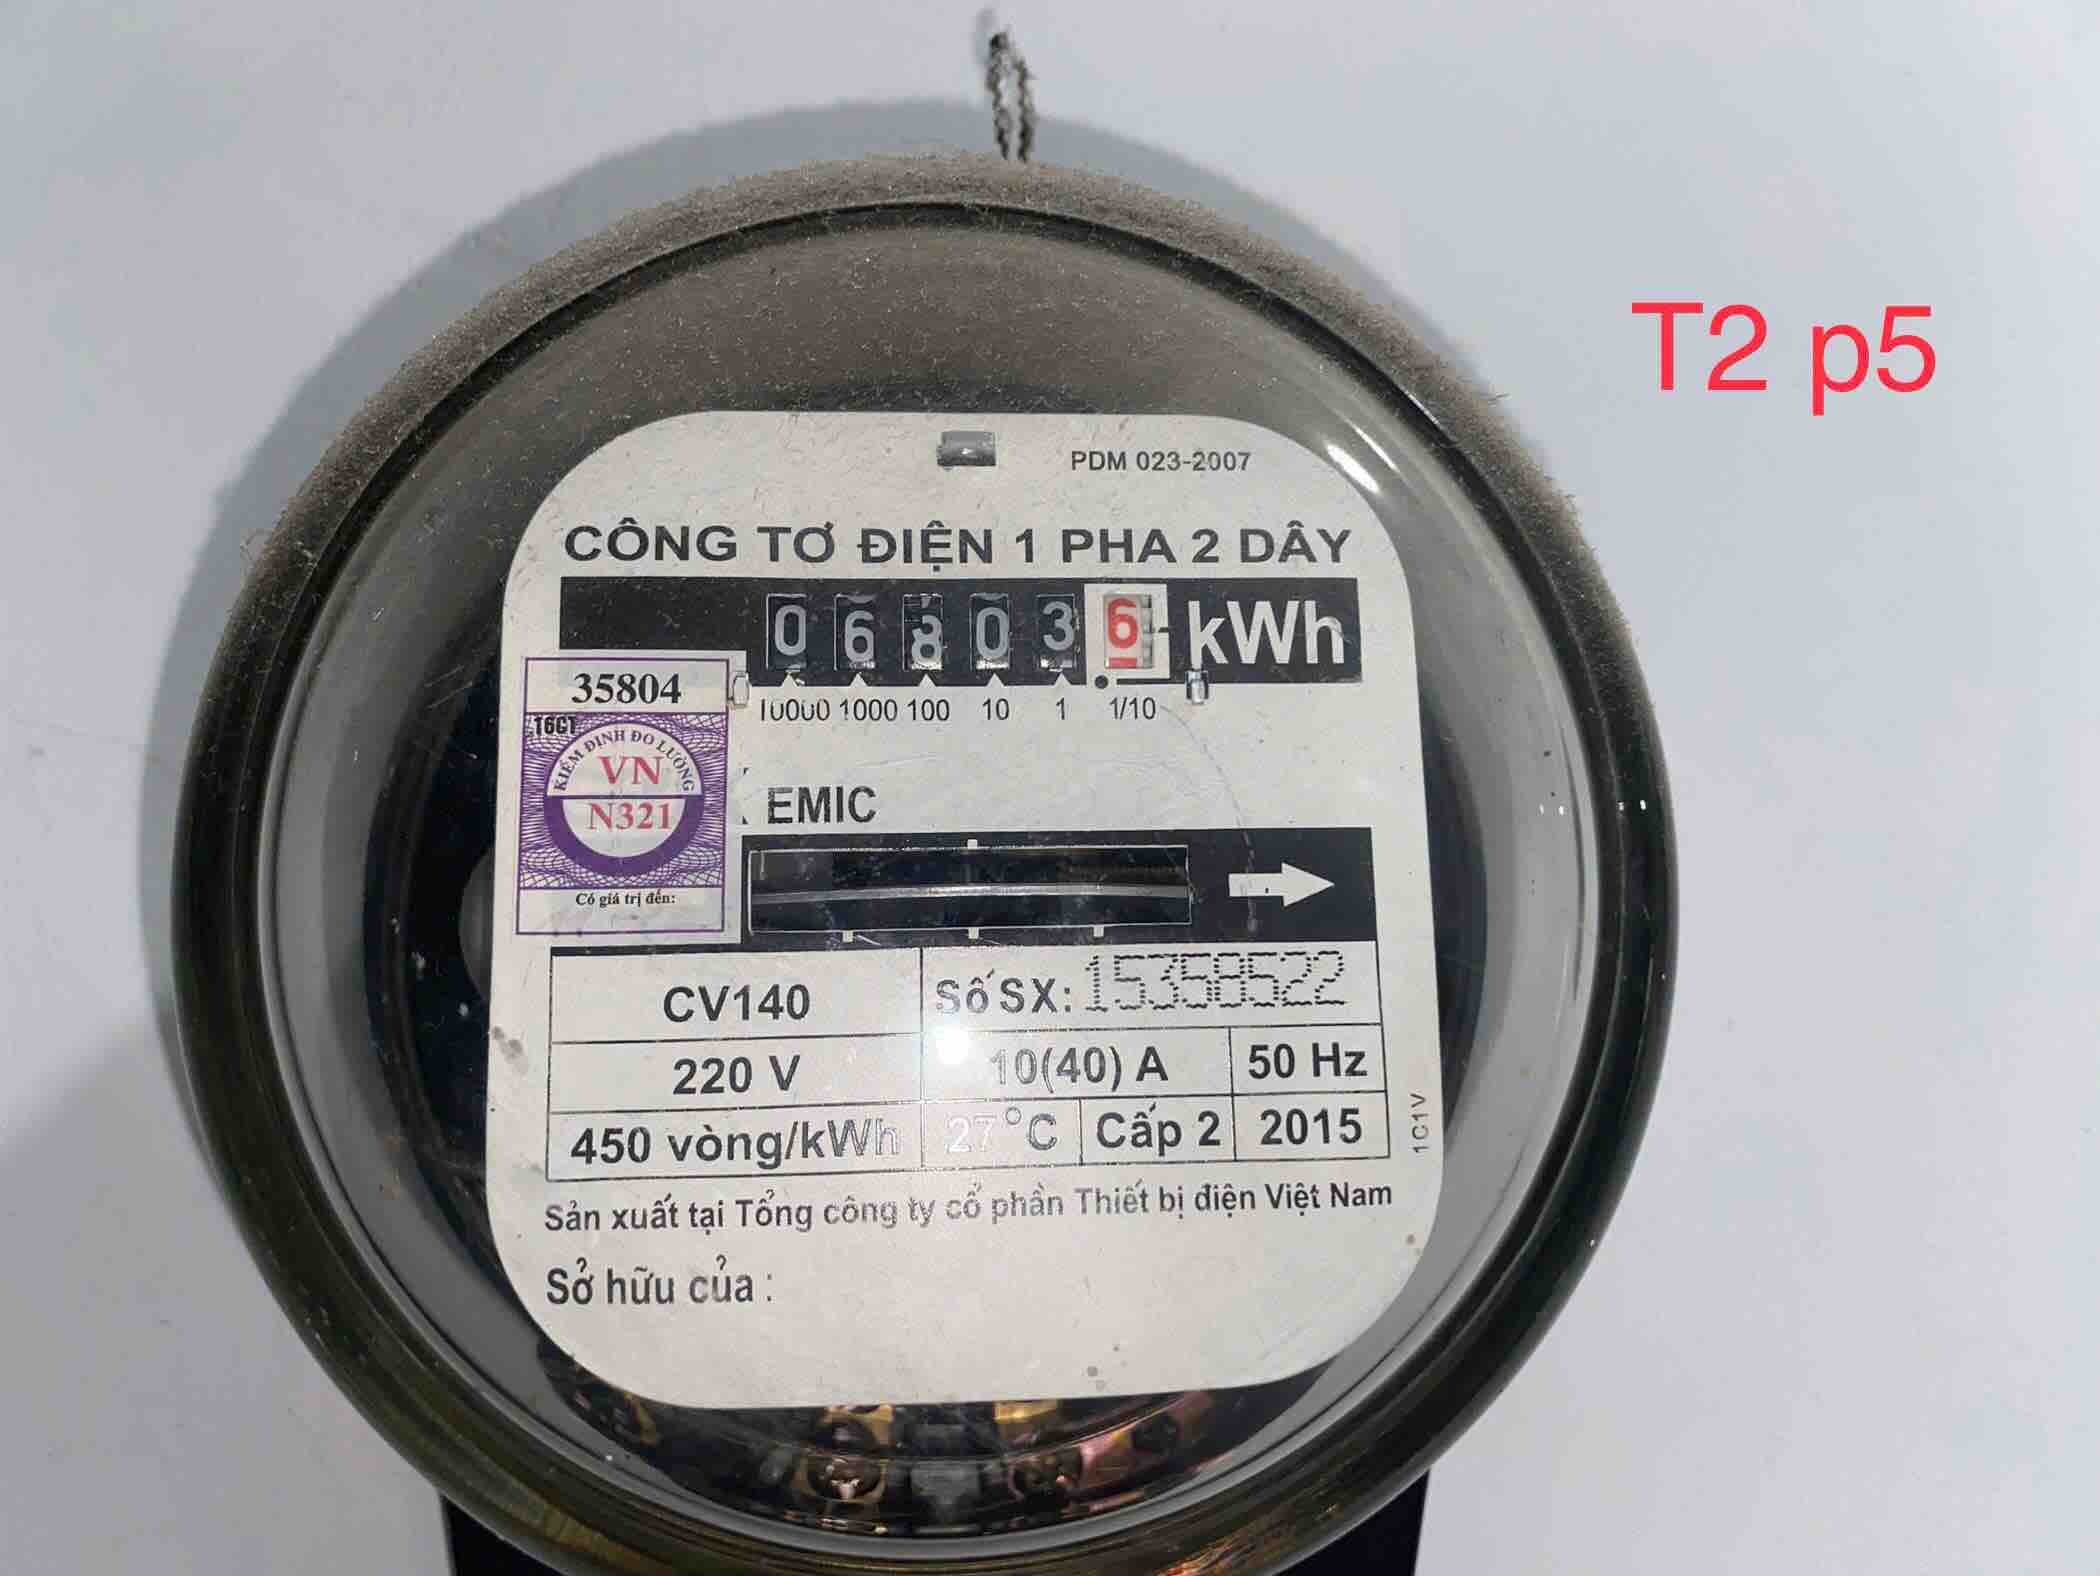 T2 p5
PDM 023-2007
CÔNG TƠ ĐIỆN 1 PHA 2 DÂY
0 6 8 0 3 6 kWh
10000 1000 100 10 1 1/10
35804
16CT
KIỂM ĐỊNH ĐO LƯỜNG
VN
N321
Có giá trị đến:
EMIC
CV140
Số SX: 15358522
220 V
10(40) A
50 Hz
450 vòng/kWh
27°C
Cấp 2
2015
1C1V
Sản xuất tại Tổng công ty cổ phần Thiết bị điện Việt Nam
Sở hữu của :